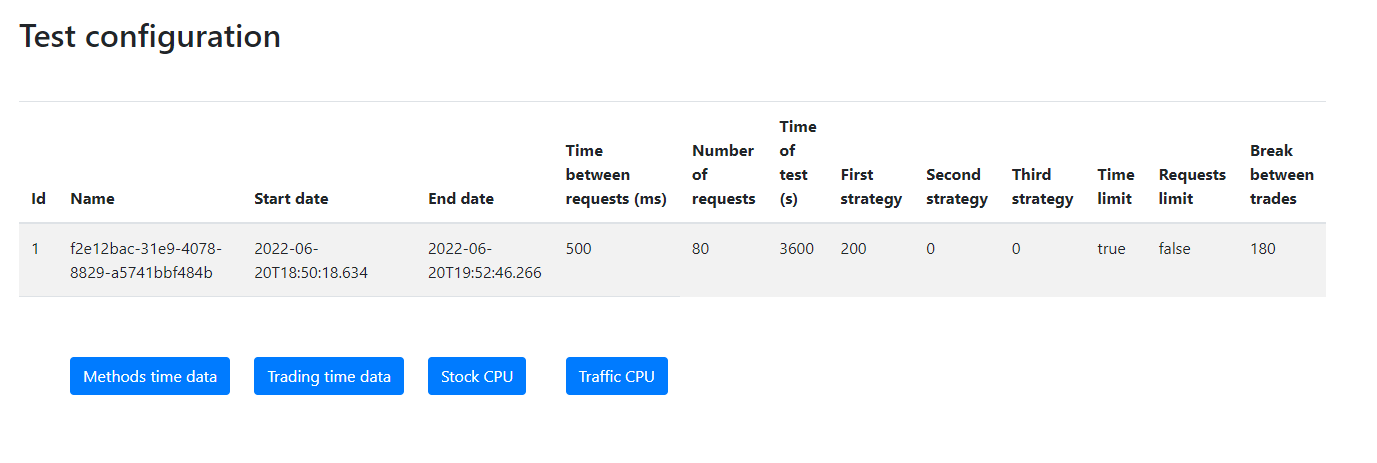 Test configuration
Time
Time between Number of First Second Third Time Requests Break
Id Name Start date End date requests (ms) of requests test (s) strategy strategy strategy limit limit between trades
1 f2e12bac-31e9-4078- 2022-06- 2022-06- 500 80 3600 200 0 0 true false 180
8829-a5741bbf484b 20T18:50:18.634 20T19:52:46.266
Methods time data Trading time data Stock CPU Traffic CPU